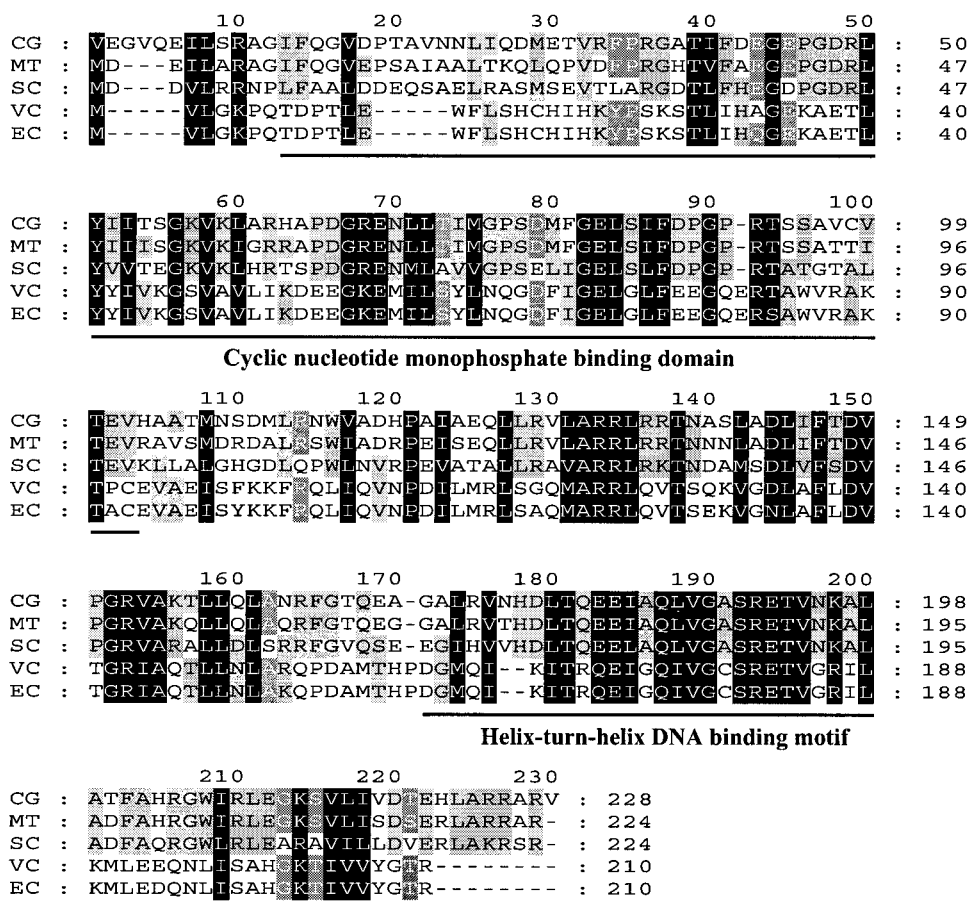 10 20 30 40 50
CG : VEGVQEILSRAGIFQGVDPTAVNNLIQDMETVRFPRGATIFDEGEPGDRL : 50
MT : MD---EILARAGIFQGVEPSAIAALTKQLQPVDFPRGHTVFAEGEPGDRL : 47
SC : MD---DVLRRNPLFAALDDEQSAELRASMSEVTLARGDTLFHEGDPGDRL : 47
VC : M-----VLGKPQTDPTLE-----WFLSHCHIHKYPSKSTLIHAGEKAETL : 40
EC : M-----VLGKPQTDPTLE-----WFLSHCHIHKYPSKSTLIHQGEKAETL : 40
60 70 80 90 100
CG : YIITSGKVKLARHAPDGRENLLTIMGPSDMFGELSIFDPGP-RTSSAVCV : 99
MT : YIIISGKVKIGRRAPDGRENLLTIMGPSDMFGELSIFDPGP-RTSSATTI : 96
SC : YVVTEGKVKLHRTSPDGRENMLAVVGPSELIGELSLFDPGP-RTATGTAL : 96
VC : YYIVKGSVAVLIKDEEGKEMILSYLNQGDFIGELGLFEEGQERTAWVRAK : 90
EC : YYIVKGSVAVLIKDEEGKEMILSYLNQGDFIGELGLFEEGQERSAWVRAK : 90
Cyclic nucleotide monophosphate binding domain
110 120 130 140 150
CG : TEVHAATMNSDMLRNWVADHPAIAEQLLRVLARRLRRTNASLADLIFTDV : 149
MT : TEVRAVSMDRDALRSWIADRPEISEQLLRVLARRLRRTNNNLADLIFTDV : 146
SC : TEVKLLALGHGDLQPWLNVRPEVATALLRAVARRLRKTNDAMSDLVFSDV : 146
VC : TPCEVAEISFKKFRQLIQVNPDILMRLSGQMARRLQVTSQKVGDLAFLDV : 140
EC : TACEVAEISYKKFRQLIQVNPDILMRLSAQMARRLQVTSEKVGNLAFLDV : 140
160 170 180 190 200
CG : PGRVAKTLLQLANRFGTQEA-GALRVNHDLTQEEIAQLVGASRETVNKAL : 198
MT : PGRVAKQLLQLAQRFGTQEG-GALRVTHDLTQEEIAQLVGASRETVNKAL : 195
SC : PGRVARALLDLSRRFGVQSE-EGIHVVHDLTQEELAQLVGASRETVNKAL : 195
VC : TGRIAQTLLNLARQPDAMTHPDGMQI--KITRQEIGQIVGCSRETVGRIL : 188
EC : TGRIAQTLLNLAKQPDAMTHPDGMQI--KITRQEIGQIVGCSRETVGRIL : 188
Helix-turn-helix DNA binding motif
210 220 230
CG : ATFAHRGWIRLEGKSVLIVDTEHLARRARV : 228
MT : ADFAHRGWIRLEGKSVLISDSERLARRAR- : 224
SC : ADFAQRGWLRLEARAVILLDVERLAKRSR- : 224
VC : KMLEEQNLISAHGKTIVVYGTR-------- : 210
EC : KMLEDQNLISAHGKTIVVYGTR-------- : 210